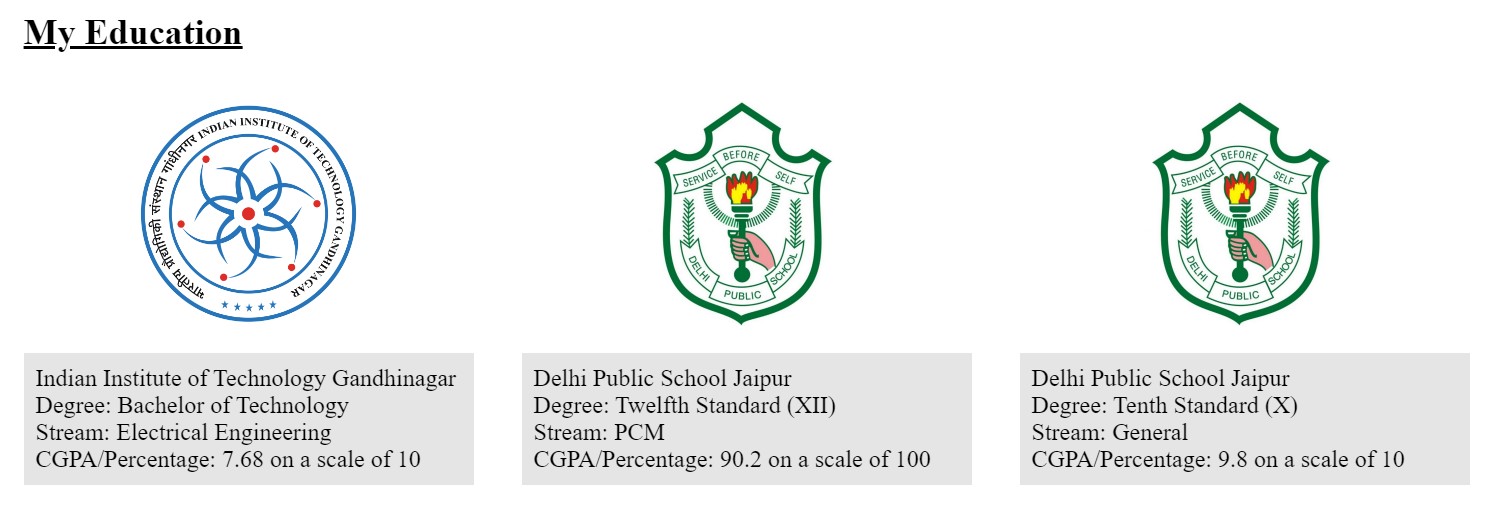 My Education
भारतीय प्रौद्योगिकी संस्थान गांधीनगर INDIAN INSTITUTE OF TECHNOLOGY GANDHINAGAR
SERVICE BEFORE SELF
DELHI PUBLIC SCHOOL
SERVICE BEFORE SELF
DELHI PUBLIC SCHOOL
Indian Institute of Technology Gandhinagar
Degree: Bachelor of Technology
Stream: Electrical Engineering
CGPA/Percentage: 7.68 on a scale of 10
Delhi Public School Jaipur
Degree: Twelfth Standard (XII)
Stream: PCM
CGPA/Percentage: 90.2 on a scale of 100
Delhi Public School Jaipur
Degree: Tenth Standard (X)
Stream: General
CGPA/Percentage: 9.8 on a scale of 10